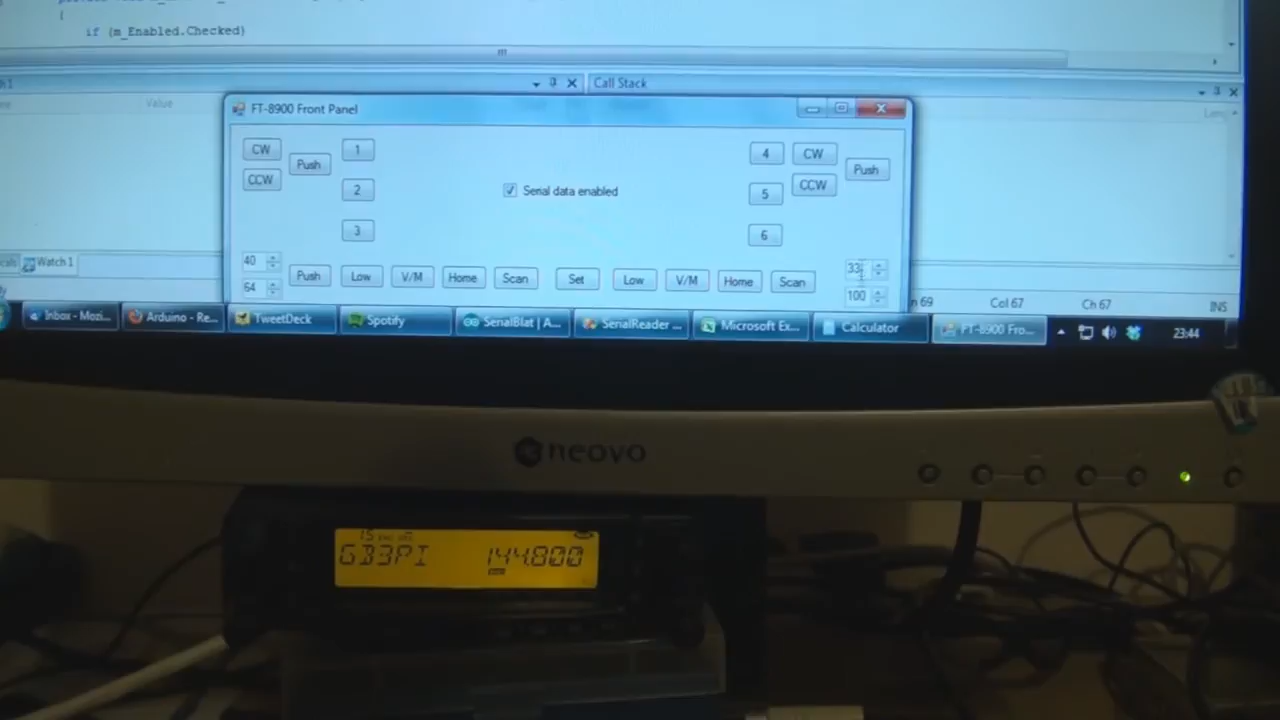 if (m_Enabled.Checked)
Call Stack
Value
FT-8900 Front Panel
CW
Push
1
4
CW
Push
CCW
2
Serial data enabled
5
CCW
3
6
Watch 1
40
64
Push
Low
V/M
Home
Scan
Set
Low
V/M
Home
Scan
33
100
Col 67
Ch 67
INS
Inbox - Mozi...
Arduino - Re...
TweetDeck
Spotify
SerialBlat | A...
SerialReader ...
Microsoft Ex...
Calculator
FT-8900 Fro...
23:44
neovo
15
GB3PI 144.800